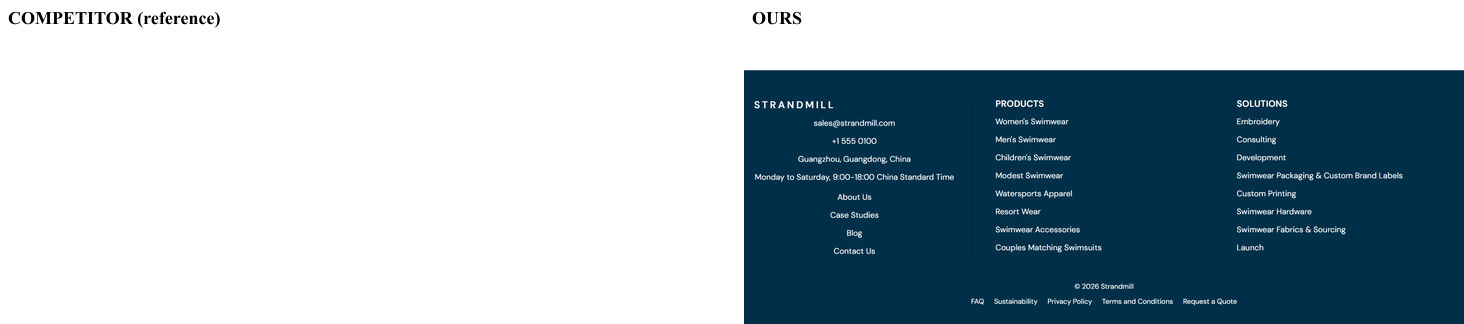 COMPETITOR (reference)
OURS
STRANDMILL
sales@strandmill.com
+1 555 0100
Guangzhou, Guangdong, China
Monday to Saturday, 9:00-18:00 China Standard Time
About Us
Case Studies
Blog
Contact Us
PRODUCTS
Women's Swimwear
Men's Swimwear
Children's Swimwear
Modest Swimwear
Watersports Apparel
Resort Wear
Swimwear Accessories
Couples Matching Swimsuits
SOLUTIONS
Embroidery
Consulting
Development
Swimwear Packaging & Custom Brand Labels
Custom Printing
Swimwear Hardware
Swimwear Fabrics & Sourcing
Launch
© 2026 Strandmill
FAQ Sustainability Privacy Policy Terms and Conditions Request a Quote